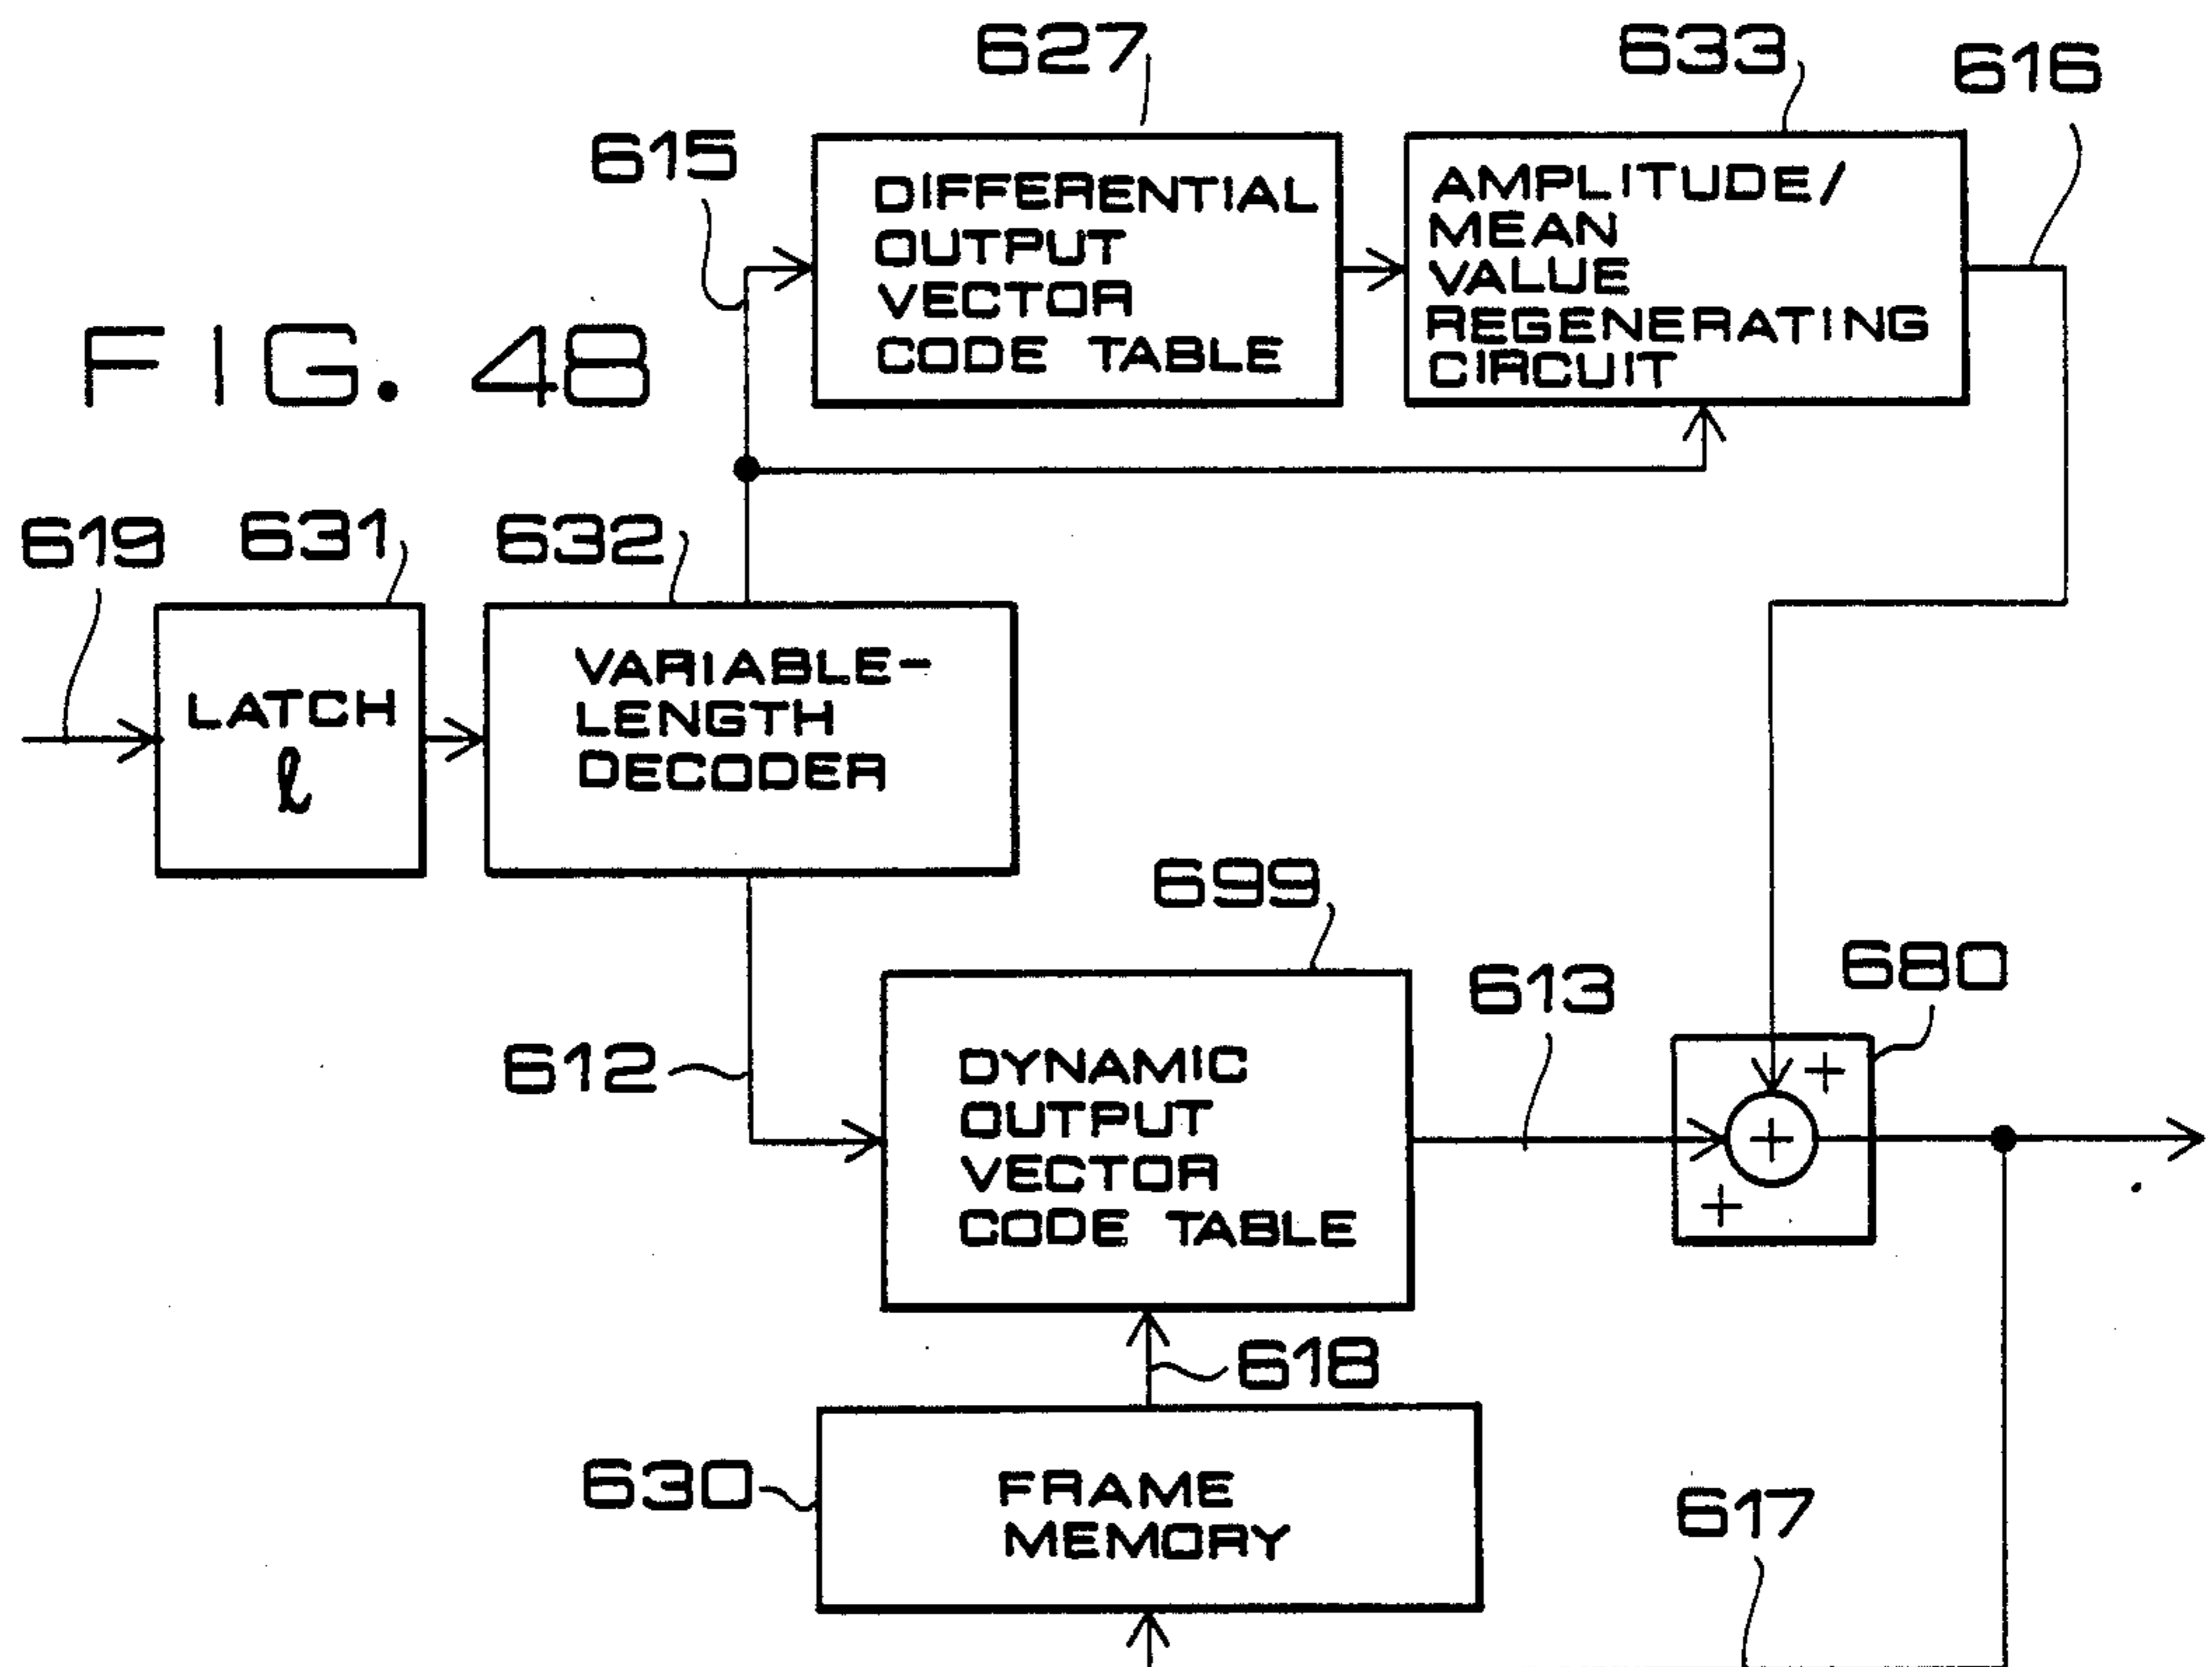 627
633
616
615
DIFFERENTIAL
OUTPUT
VECTOR
CODE TABLE
AMPLITUDE/
MEAN
VALUE
REGENERATING
CIRCUIT
FIG. 48
619
631
632
LATCH
ℓ
VARIABLE-
LENGTH
DECODER
699
680
613
612
DYNAMIC
OUTPUT
VECTOR
CODE TABLE
+
+
+
618
630
FRAME
MEMORY
617